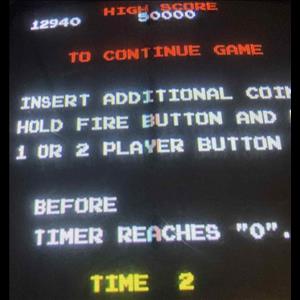 HIGH SCORE
12940 50000
TO CONTINUE GAME
INSERT ADDITIONAL
HOLD FIRE BUTTON AND
1 OR 2 PLAYER BUTTON
BEFORE
TIMER REACHES "0".
TIME 2